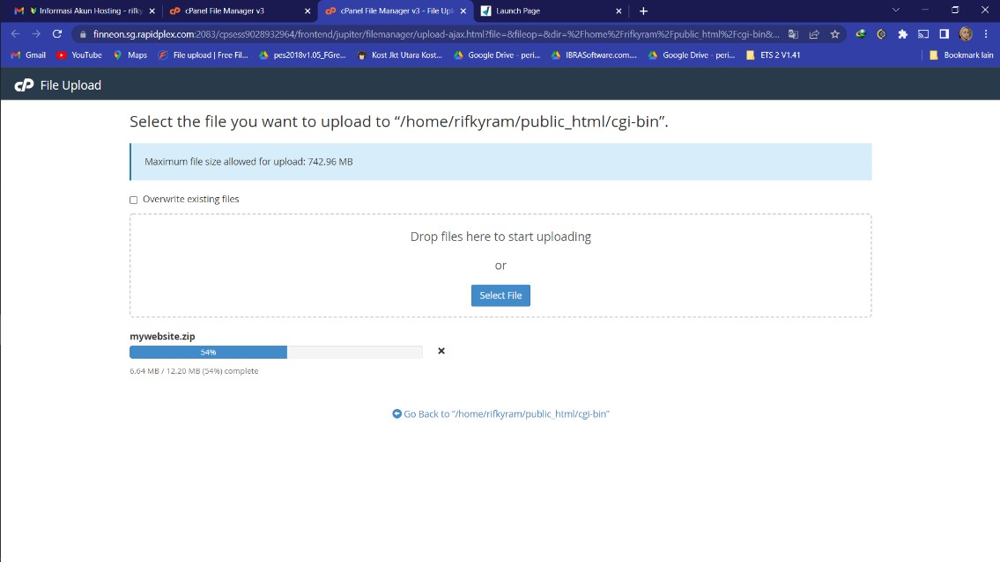 Informasi Akun Hosting - rifky
cPanel File Manager v3
cPanel File Manager v3 - File Upl
Launch Page
finneon.sg.rapidplex.com:2083/cpsess9028932964/frontend/jupiter/filemanager/upload-ajax.html?file=&fileop=&dir=%2Fhome%2Frifkyram%2Fpublic_html%2Fcgi-bin&...
Gmail
YouTube
Maps
File upload | Free Fil...
pes2018v1.05_FGre...
Kost Jkt Utara Kost...
Google Drive - peri...
IBRASoftware.com....
Google Drive - peri...
ETS 2 V1.41
Bookmark lain
cP File Upload
Select the file you want to upload to “/home/rifkyram/public_html/cgi-bin”.
Maximum file size allowed for upload: 742.96 MB
Overwrite existing files
Drop files here to start uploading
or
Select File
mywebsite.zip
54%
6.64 MB / 12.20 MB (54%) complete
Go Back to “/home/rifkyram/public_html/cgi-bin”